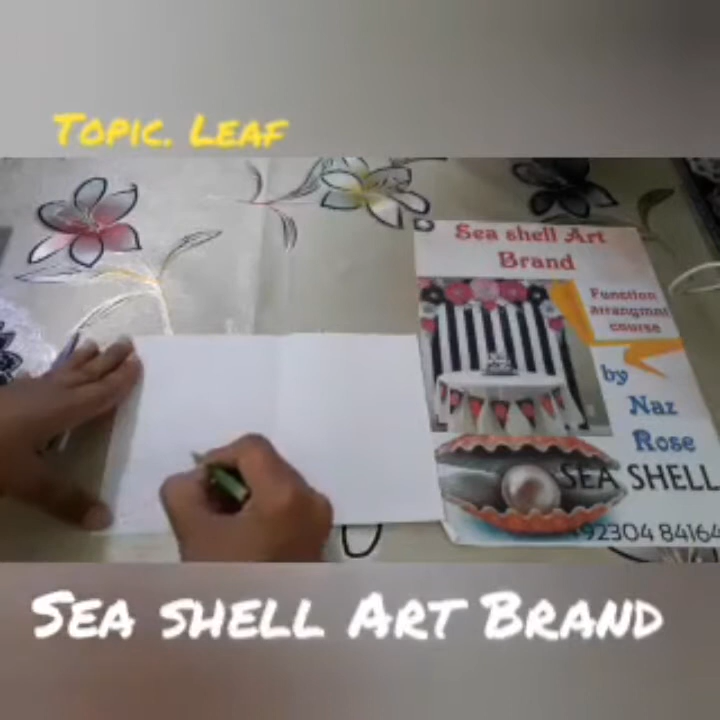 Topic. Leaf
Sea shell Art
Brand
Function
arrangmnt
course
by
Naz
Rose
SEA SHELL
+92304 84164
Sea shell Art Brand